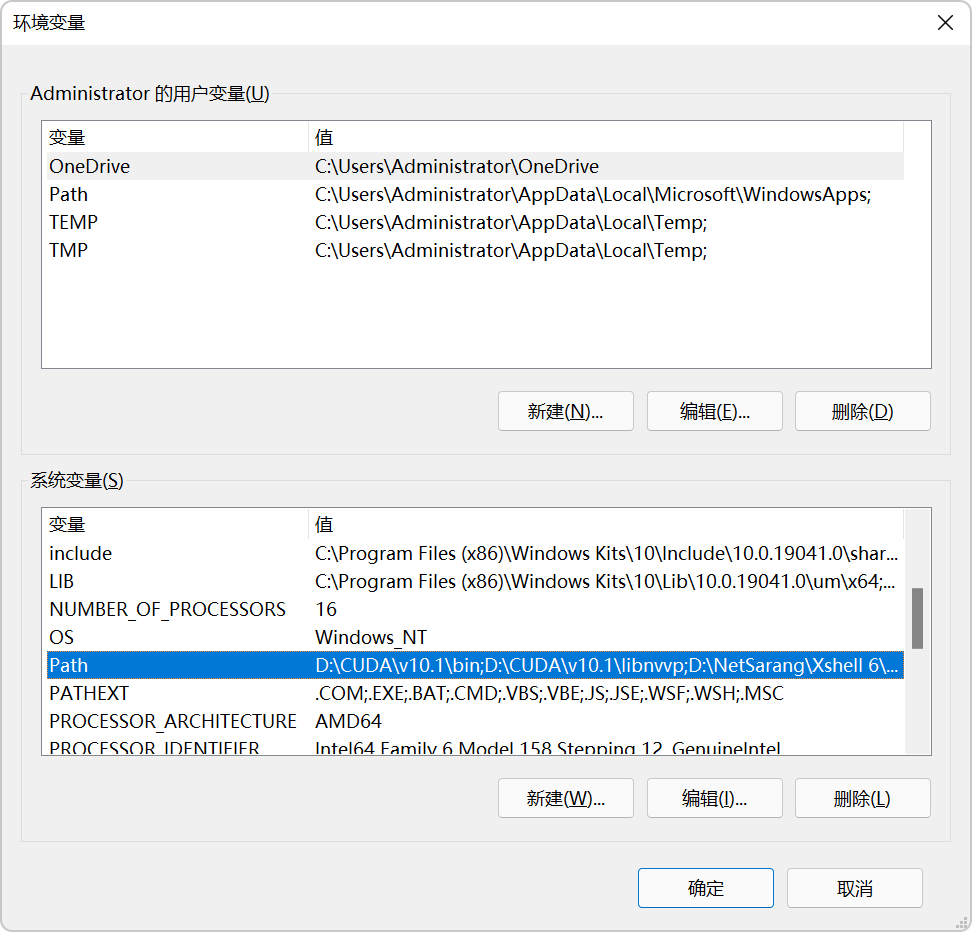 环境变量
Administrator 的用户变量(U)
变量 值
OneDrive C:\Users\Administrator\OneDrive
Path C:\Users\Administrator\AppData\Local\Microsoft\WindowsApps;
TEMP C:\Users\Administrator\AppData\Local\Temp;
TMP C:\Users\Administrator\AppData\Local\Temp;
新建(N)... 编辑(E)... 删除(D)
系统变量(S)
变量 值
include C:\Program Files (x86)\Windows Kits\10\Include\10.0.19041.0\shar...
LIB C:\Program Files (x86)\Windows Kits\10\Lib\10.0.19041.0\um\x64;...
NUMBER_OF_PROCESSORS 16
OS Windows_NT
Path D:\CUDA\v10.1\bin;D:\CUDA\v10.1\libnvvp;D:\NetSarang\Xshell 6\...
PATHEXT .COM;.EXE;.BAT;.CMD;.VBS;.VBE;.JS;.JSE;.WSF;.WSH;.MSC
PROCESSOR_ARCHITECTURE AMD64
PROCESSOR_IDENTIFIER Intel64 Family 6 Model 158 Stepping 12, GenuineIntel
新建(W)... 编辑(I)... 删除(L)
确定 取消